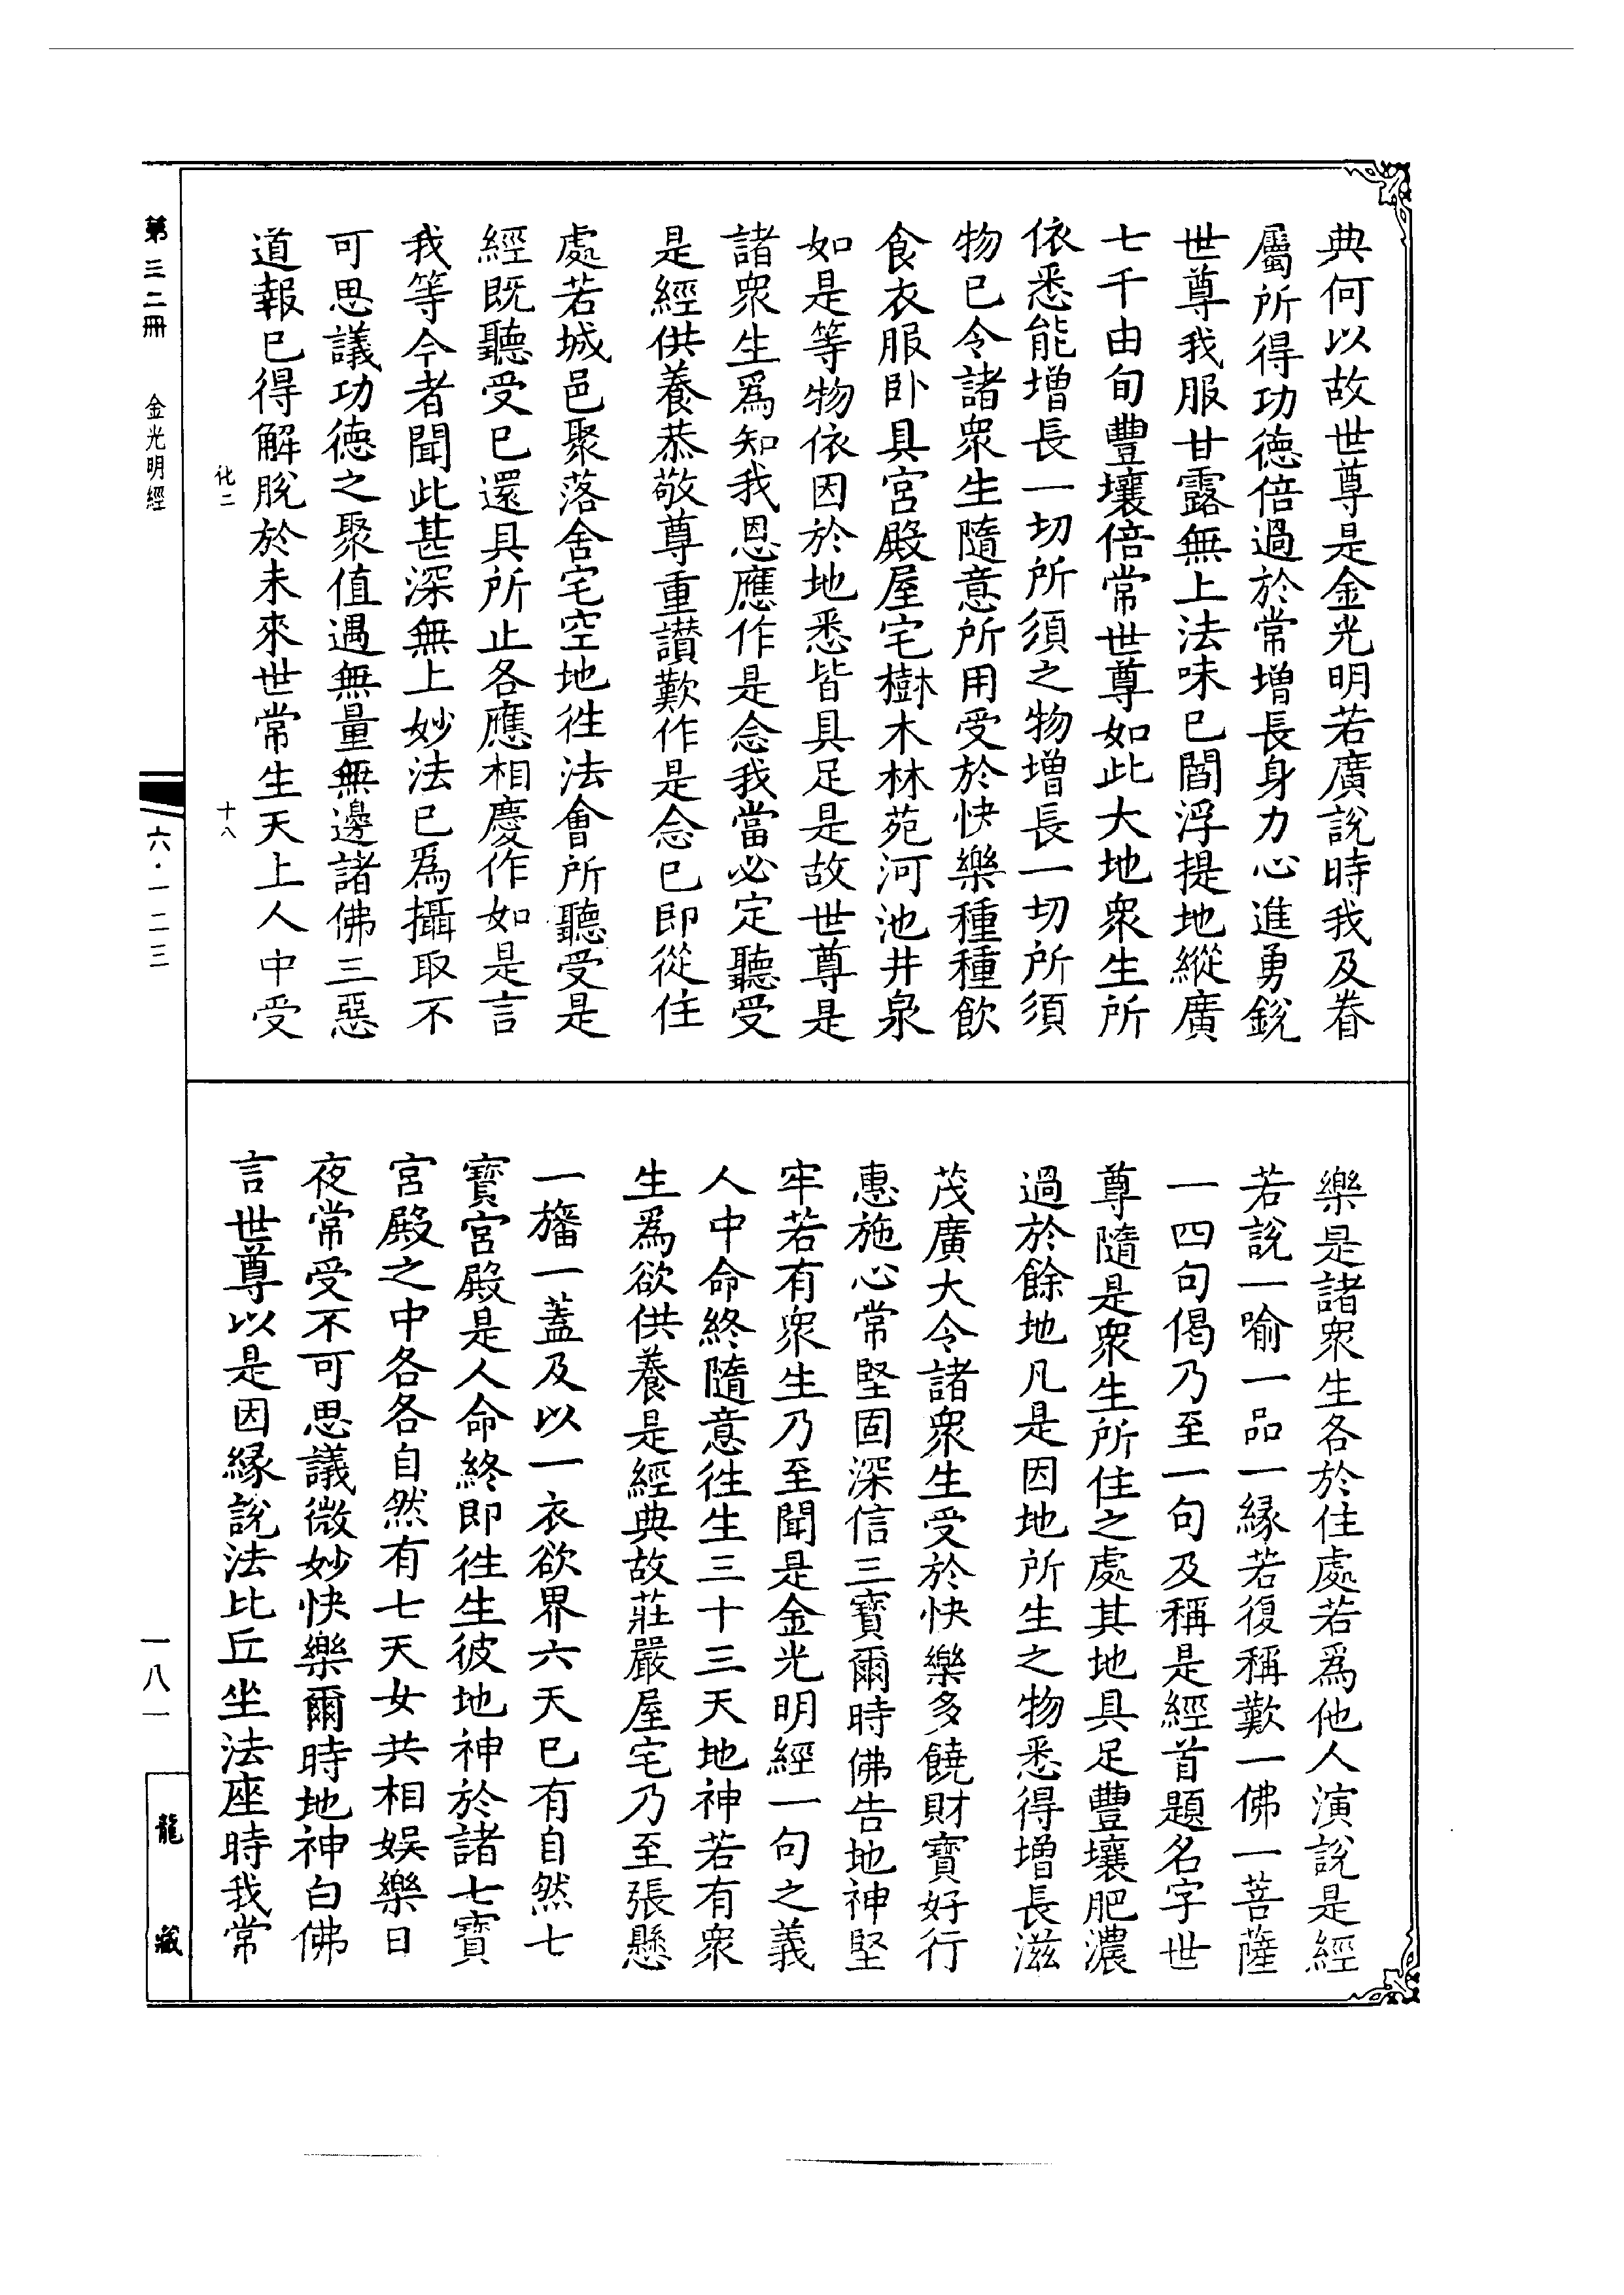 典何以故世尊是金光明若廣說時我及眷
屬所得功德倍過於常增長身力心進勇銳
世尊我服甘露無上法味已閻浮提地縱廣
七千由旬豐壤倍常世尊如此大地衆生所
依悉能增長一切所須之物增長一切所須
物已令諸衆生隨意所用受於快樂種種飲
食衣服卧具宮殿屋宅樹木林苑河池井泉
如是等物依因於地悉皆具足是故世尊是
諸衆生爲知我恩應作是念我當必定聽受
是經供養恭敬尊重讃歎作是念已即從住
處若城邑聚落舍宅空地徃法會所聽受是
經既聽受已還具所止各應相慶作如是言
我等今者聞此甚深無上妙法已爲攝取不
可思議功德之聚值遇無量無邊諸佛三惡
道報已得解脫於未來世常生天上人中受
樂是諸衆生各於住處若爲他人演說是經
若說一喻一品一緣若復稱歎一佛一菩薩
一四句偈乃至一句及稱是經首題名字世
尊隨是衆生所住之處其地具足豐壤肥濃
過於餘地凡是因地所生之物悉得增長滋
茂廣大令諸衆生受於快樂多饒財寶好行
惠施心常堅固深信三寶爾時佛告地神堅
牢若有衆生乃至聞是金光明經一句之義
人中命終隨意徃生三十三天地神若有衆
生爲欲供養是經典故莊嚴屋宅乃至張懸
一旛一蓋及以一衣欲界六天已有自然七
寳宮殿是人命終即徃生彼地神於諸七寶
宮殿之中各各自然有七天女共相娛樂日
夜常受不可思議微妙快樂爾時地神白佛
言世尊以是因緣說法比丘坐法座時我常
化二
十八
第三二冊
金光明經
六·一二三
一八一
龍藏